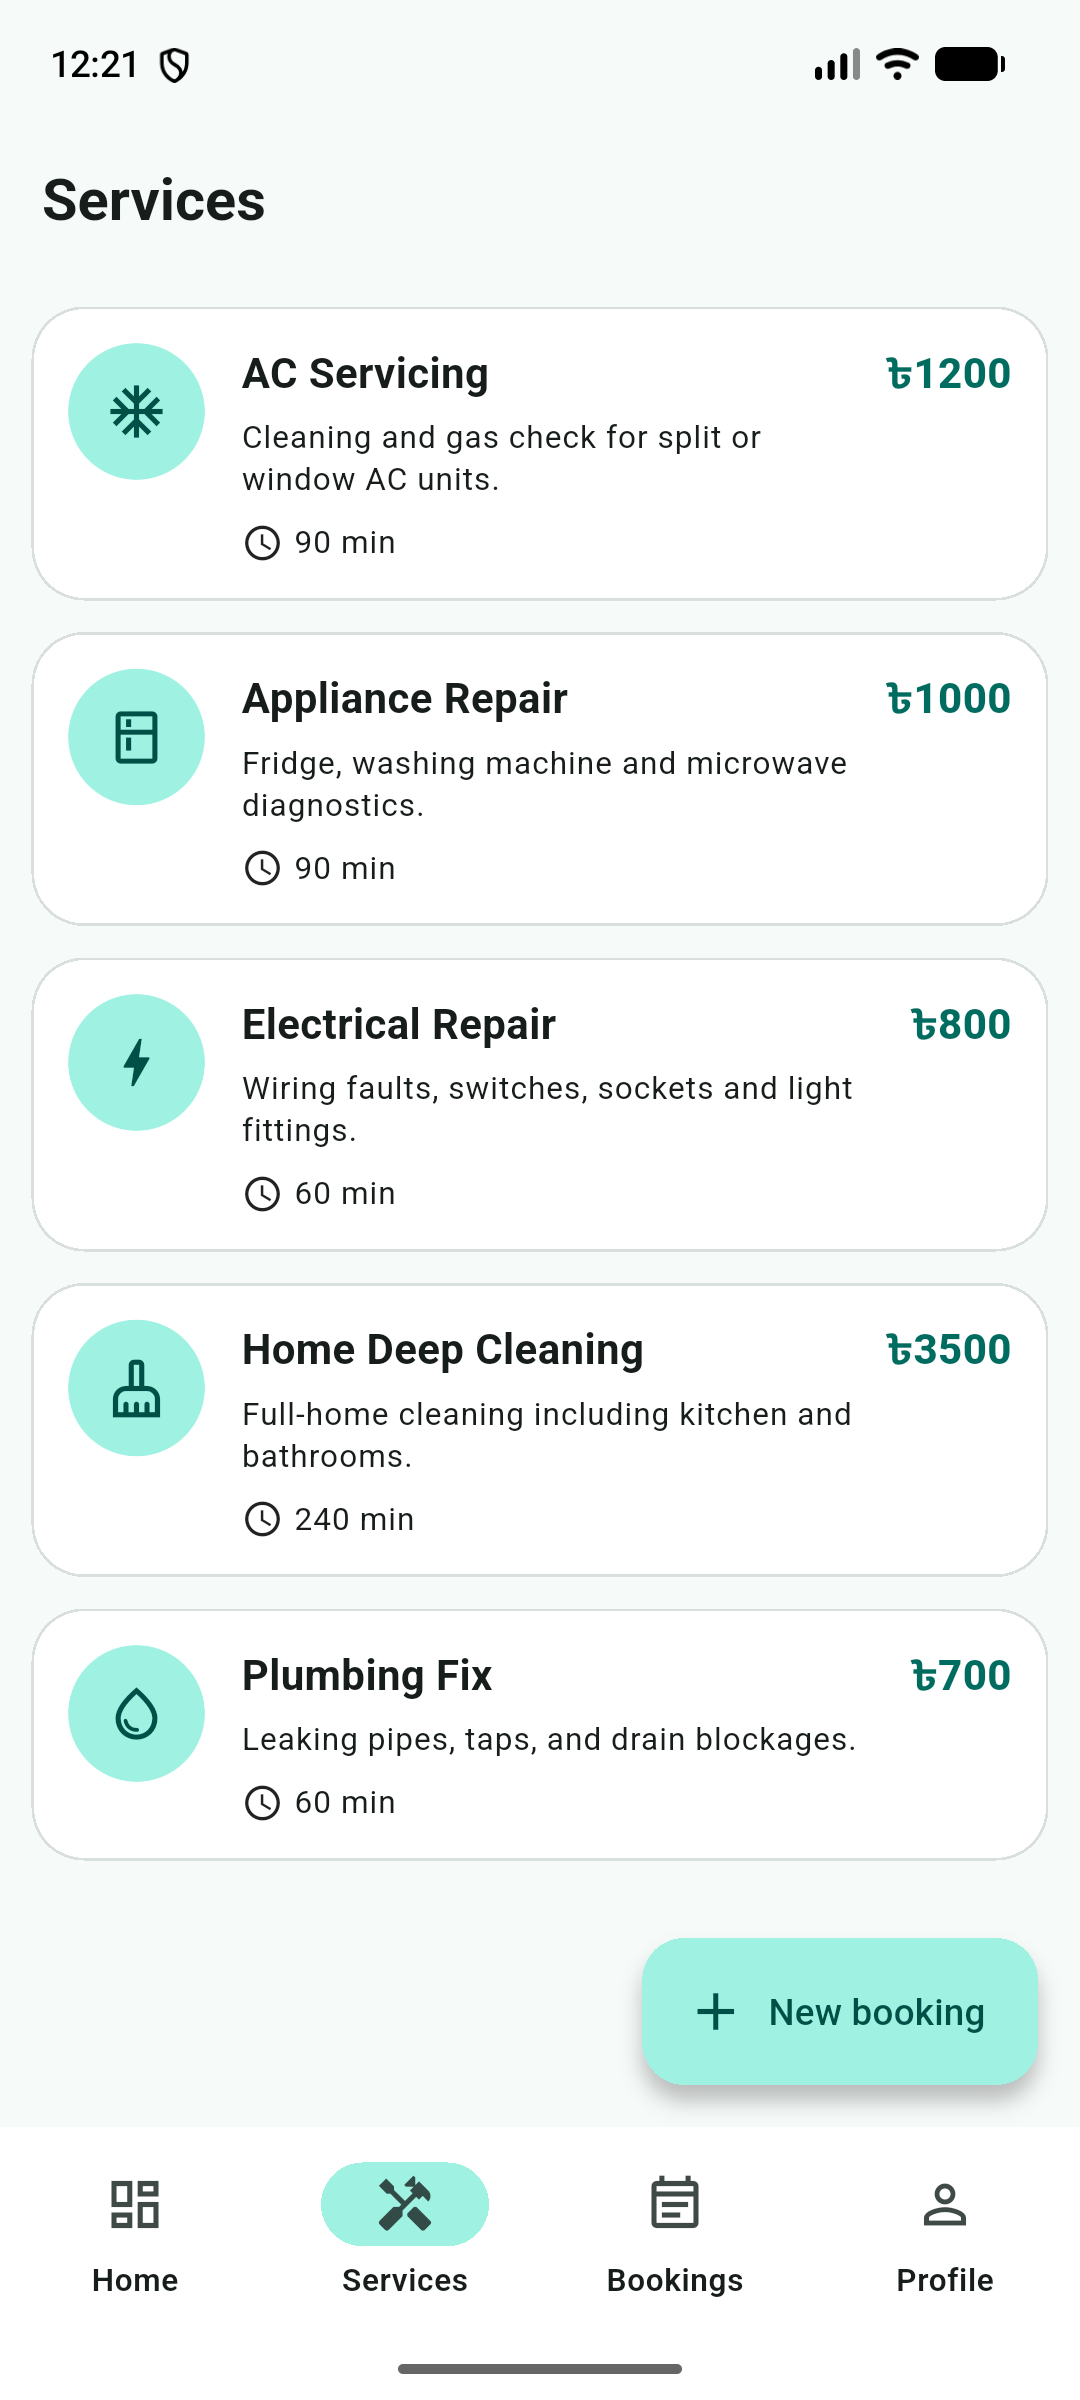 12:21
Services
AC Servicing
৳1200
Cleaning and gas check for split or
window AC units.
90 min
Appliance Repair
৳1000
Fridge, washing machine and microwave
diagnostics.
90 min
Electrical Repair
৳800
Wiring faults, switches, sockets and light
fittings.
60 min
Home Deep Cleaning
৳3500
Full-home cleaning including kitchen and
bathrooms.
240 min
Plumbing Fix
৳700
Leaking pipes, taps, and drain blockages.
60 min
New booking
Home
Services
Bookings
Profile